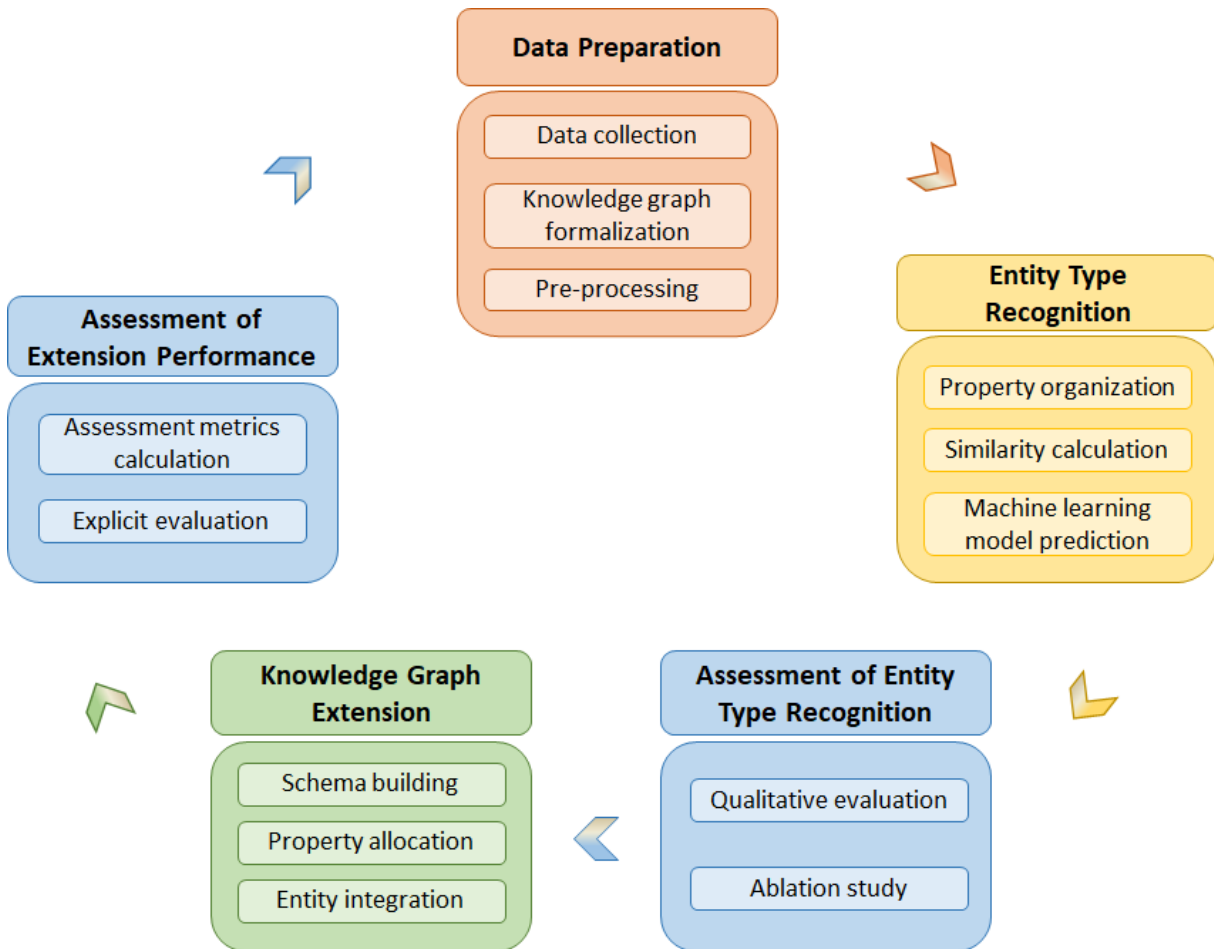 Data Preparation
Data collection
Knowledge graph
formalization
Pre-processing
Entity Type
Recognition
Property organization
Similarity calculation
Machine learning
model prediction
Assessment of Entity
Type Recognition
Qualitative evaluation
Ablation study
Knowledge Graph
Extension
Schema building
Property allocation
Entity integration
Assessment of
Extension Performance
Assessment metrics
calculation
Explicit evaluation